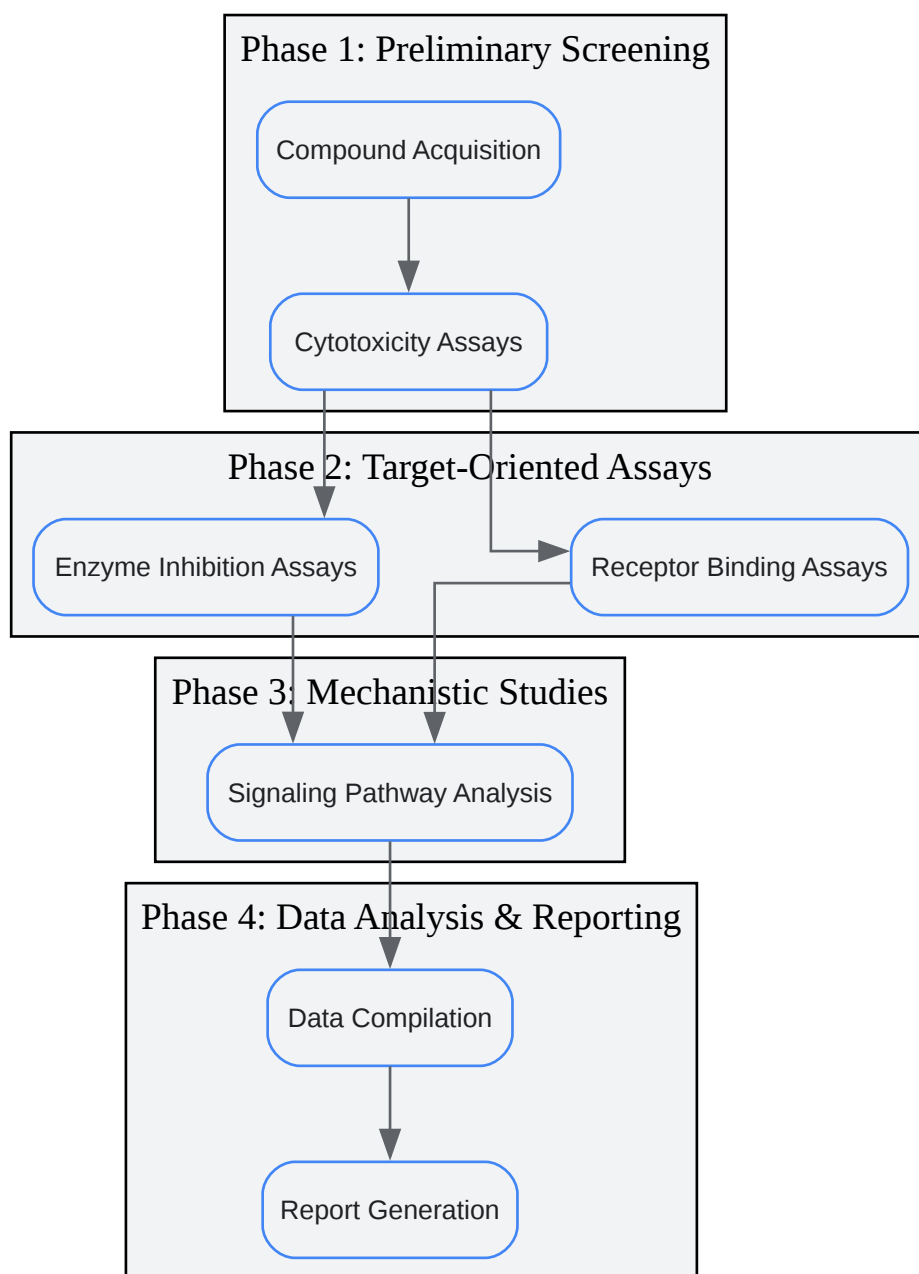 Phase 1: Preliminary Screening
Compound Acquisition
Cytotoxicity Assays
Phase 2: Target-Oriented Assays
Enzyme Inhibition Assays
Receptor Binding Assays
Phase 3: Mechanistic Studies
Signaling Pathway Analysis
Phase 4: Data Analysis & Reporting
Data Compilation
Report Generation